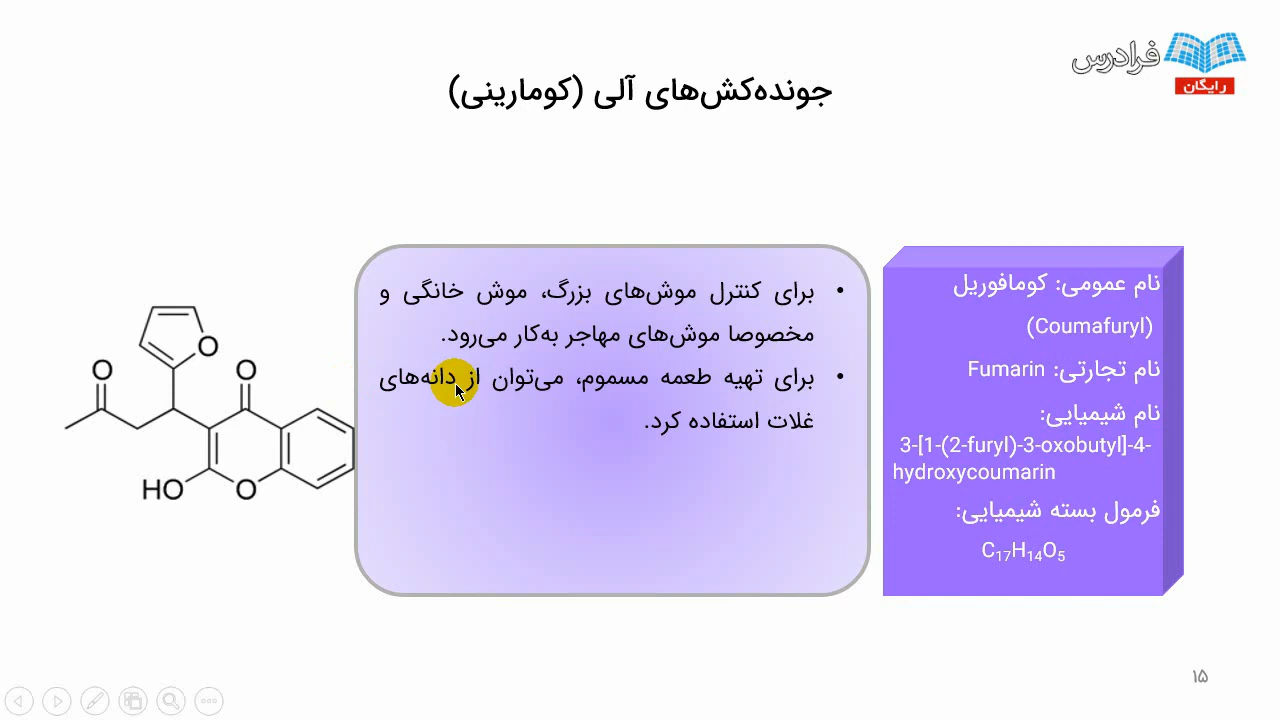 فرادرس
رایگان
جونده‌کش‌های آلی (کومارینی)
نام عمومی: کومافوریل
(Coumafuryl)
نام تجارتی: Fumarin
نام شیمیایی:
3-[1-(2-furyl)-3-oxobutyl]-4-
hydroxycoumarin
فرمول بسته شیمیایی:
C₁₇H₁₄O₅
• برای کنترل موش‌های بزرگ، موش خانگی و
مخصوصا موش‌های مهاجر به‌کار می‌رود.
• برای تهیه طعمه مسموم، می‌توان از دانه‌های
غلات استفاده کرد.
O
O
O
HO
O
۱۵